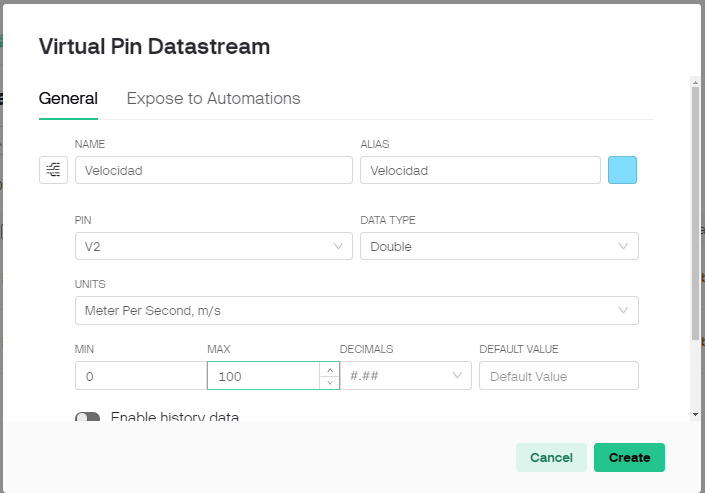 Virtual Pin Datastream
General Expose to Automations
NAME ALIAS
Velocidad Velocidad
PIN DATA TYPE
V2 Double
UNITS
Meter Per Second, m/s
MIN MAX DECIMALS DEFAULT VALUE
0 100 #.## Default Value
Enable history data
Cancel Create